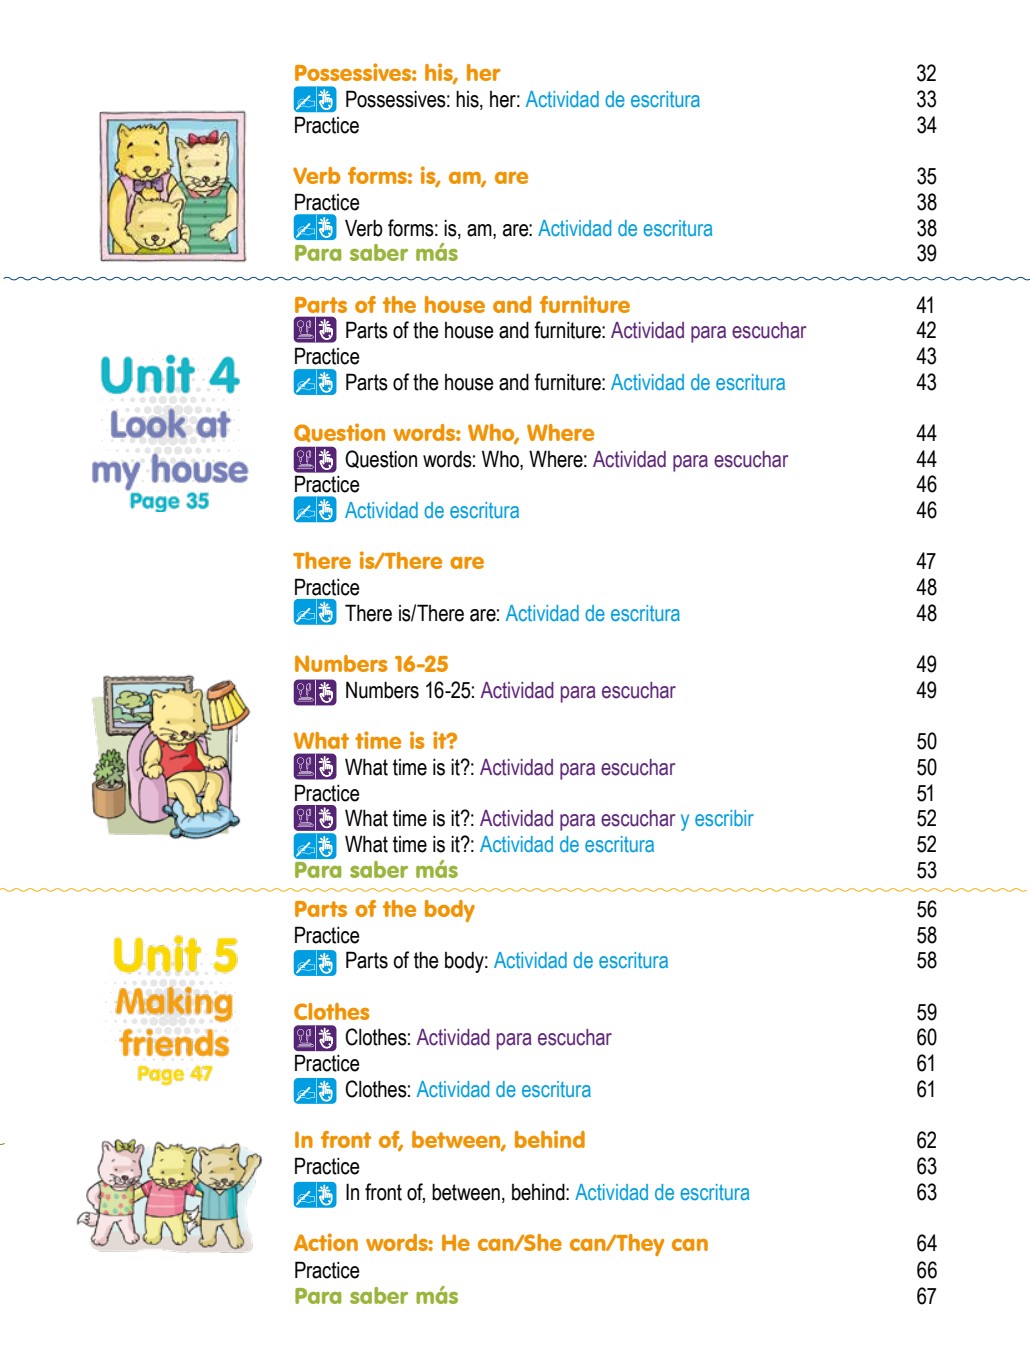 Possessives: his, her 32
Possessives: his, her: Actividad de escritura 33
Practice 34
Verb forms: is, am, are 35
Practice 38
Verb forms: is, am, are: Actividad de escritura 38
Para saber más 39
Unit 4
Look at
my house
Page 35
Parts of the house and furniture 41
Parts of the house and furniture: Actividad para escuchar 42
Practice 43
Parts of the house and furniture: Actividad de escritura 43
Question words: Who, Where 44
Question words: Who, Where: Actividad para escuchar 44
Practice 46
Actividad de escritura 46
There is/There are 47
Practice 48
There is/There are: Actividad de escritura 48
Numbers 16-25 49
Numbers 16-25: Actividad para escuchar 49
What time is it? 50
What time is it?: Actividad para escuchar 50
Practice 51
What time is it?: Actividad para escuchar y escribir 52
What time is it?: Actividad de escritura 52
Para saber más 53
Unit 5
Making
friends
Page 47
Parts of the body 56
Practice 58
Parts of the body: Actividad de escritura 58
Clothes 59
Clothes: Actividad para escuchar 60
Practice 61
Clothes: Actividad de escritura 61
In front of, between, behind 62
Practice 63
In front of, between, behind: Actividad de escritura 63
Action words: He can/She can/They can 64
Practice 66
Para saber más 67